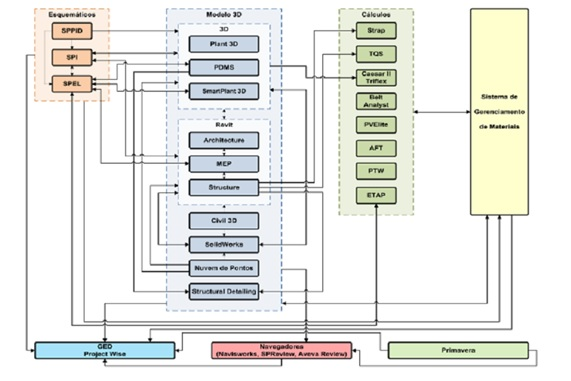 Esquemáticos
SPPID
SPI
SPEL
Modelo 3D
3D
Plant 3D
PDMS
SmartPlant 3D
Revit
Architecture
MEP
Structure
Civil 3D
SolidWorks
Nuvem de Pontos
Structural Detailing
Cálculos
Strap
TQS
Caesar II
Triflex
Belt
Analyst
PVElite
AFT
PTW
ETAP
Sistema de
Gerenciamento
de Materiais
GED
Project Wise
Navegadores
(Navisworks, SPReview, Aveva Review)
Primavera